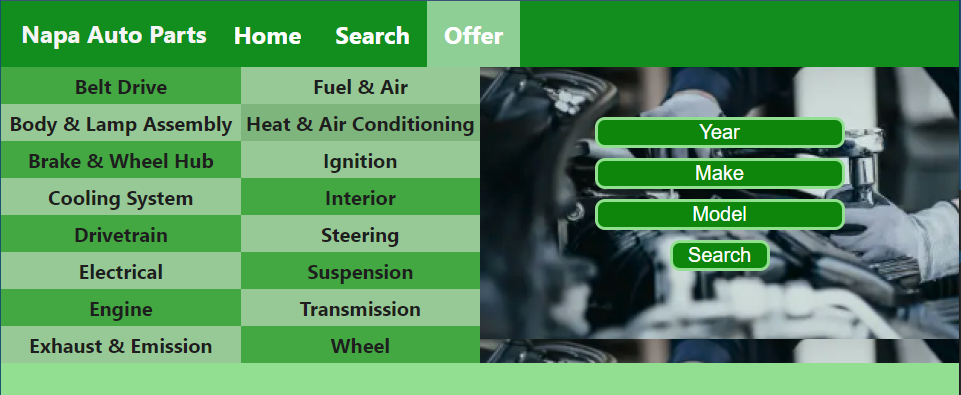 Napa Auto Parts Home Search Offer
Belt Drive Fuel & Air
Body & Lamp Assembly Heat & Air Conditioning
Brake & Wheel Hub Ignition
Cooling System Interior
Drivetrain Steering
Electrical Suspension
Engine Transmission
Exhaust & Emission Wheel
Year
Make
Model
Search